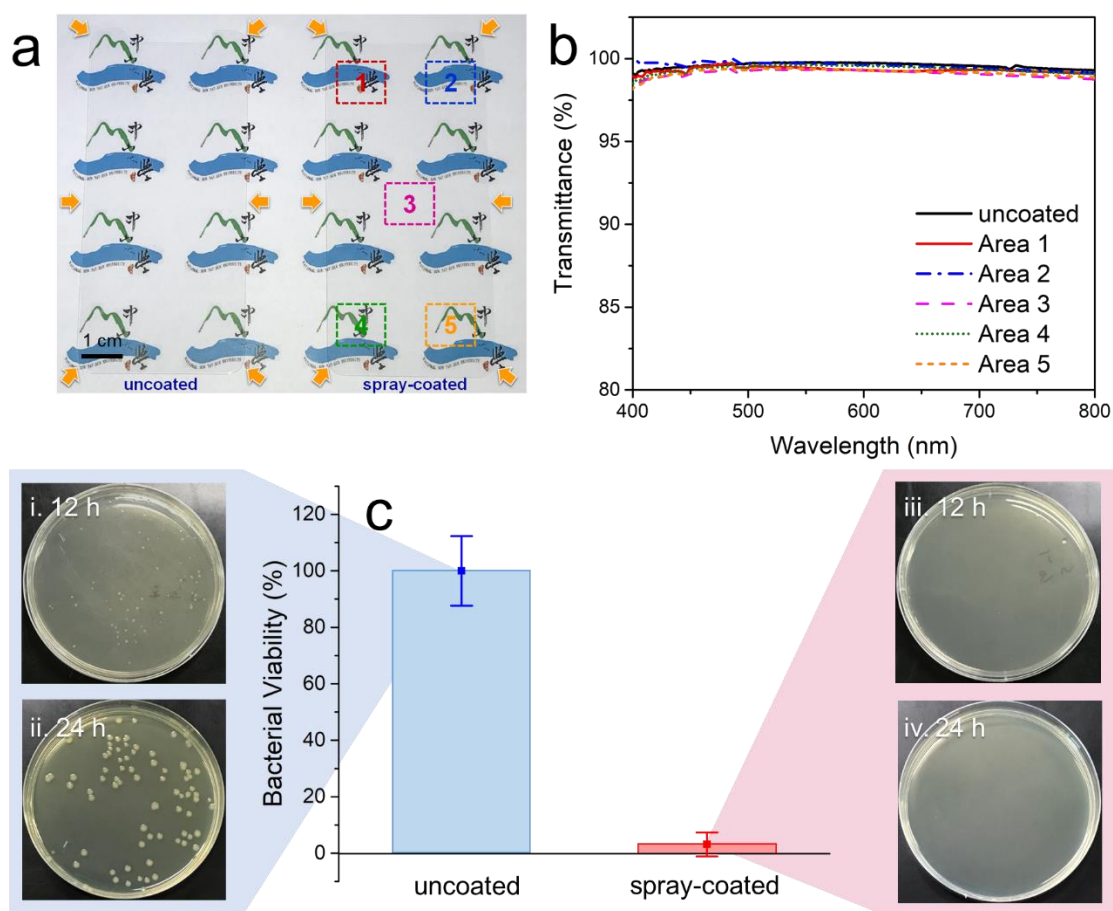 a
1
2
3
4
5
1 cm
uncoated
spray-coated
b
100
95
90
85
80
Transmittance (%)
uncoated
Area 1
Area 2
Area 3
Area 4
Area 5
400
500
600
700
800
Wavelength (nm)
i. 12 h
ii. 24 h
c
120
100
80
60
40
20
0
Bacterial Viability (%)
uncoated
spray-coated
iii. 12 h
iv. 24 h